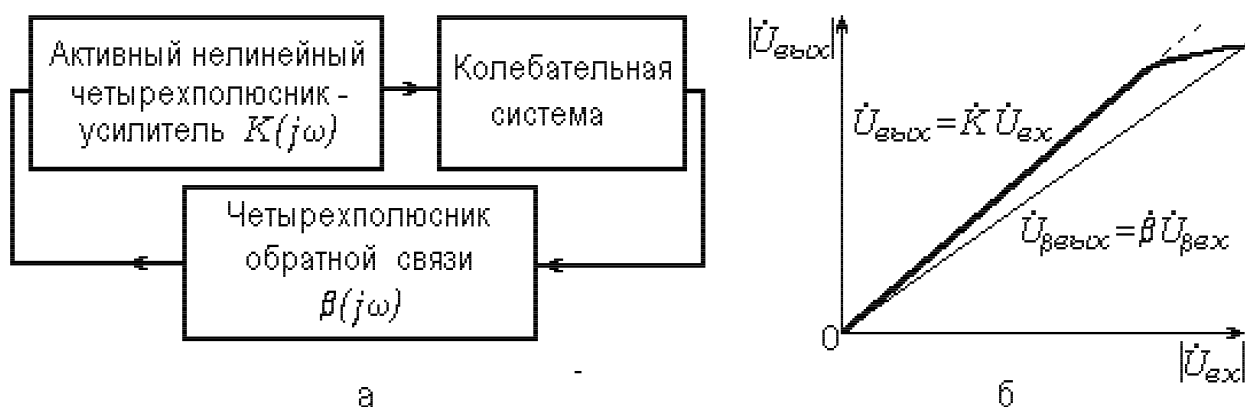 Активный нелинейный
четырехполюсник -
усилитель K(jω)
Колебательная
система
Четырехполюсник
обратной связи
β(jω)
а
|U̇вых|
U̇вых=K̇ U̇вх
U̇βвых=β̇ U̇βвх
0
|U̇вх|
б